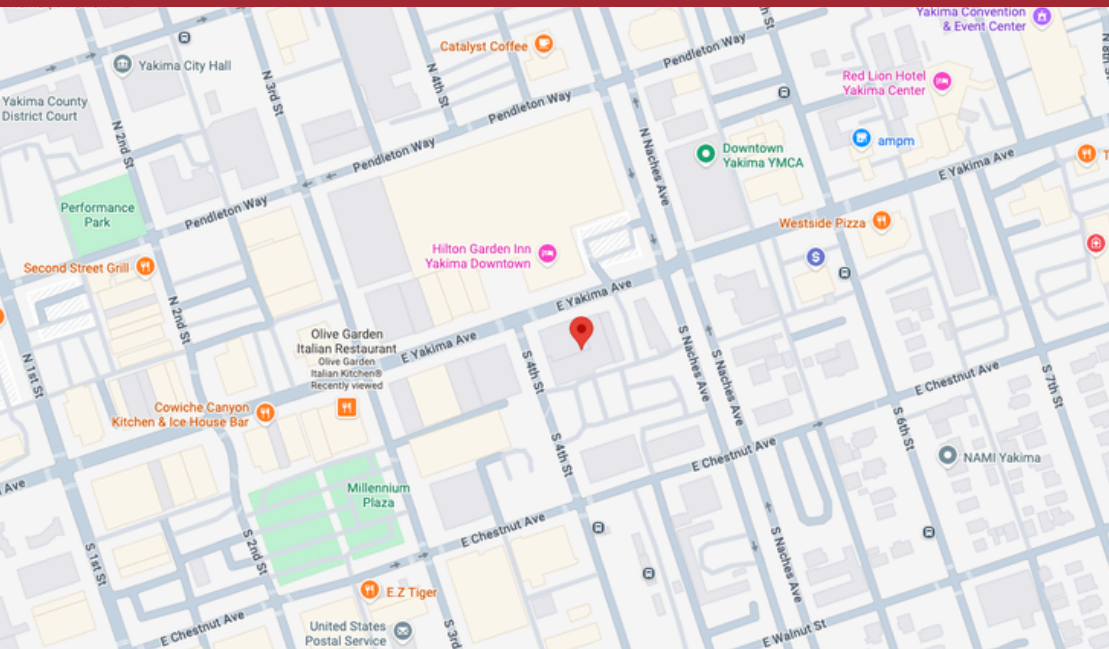 Yakima Convention
& Event Center
Catalyst Coffee
Pendleton Way
Yakima City Hall
N 3rd St
N 4th St
Red Lion Hotel
Yakima Center
Yakima County
District Court
Pendleton Way
N 2nd St
Pendleton Way
N Naches Ave
ampm
Downtown
Yakima YMCA
E Yakima Ave
Performance
Park
Pendleton Way
Westside Pizza
Hilton Garden Inn
Yakima Downtown
Second Street Grill
E Yakima Ave
N 2nd St
Olive Garden
Italian Restaurant
Olive Garden
Italian Kitchen®
Recently viewed
E Yakima Ave
S 4th St
S Naches Ave
S Naches Ave
N 1st St
E Chestnut Ave
S 7th St
Cowiche Canyon
Kitchen & Ice House Bar
S 6th St
S 4th St
E Chestnut Ave
NAMI Yakima
Ave
Millennium
Plaza
E Chestnut Ave
S 2nd St
S 1st St
S Naches Ave
E.Z Tiger
E Chestnut Ave
United States
Postal Service
S 3rd
E Walnut St